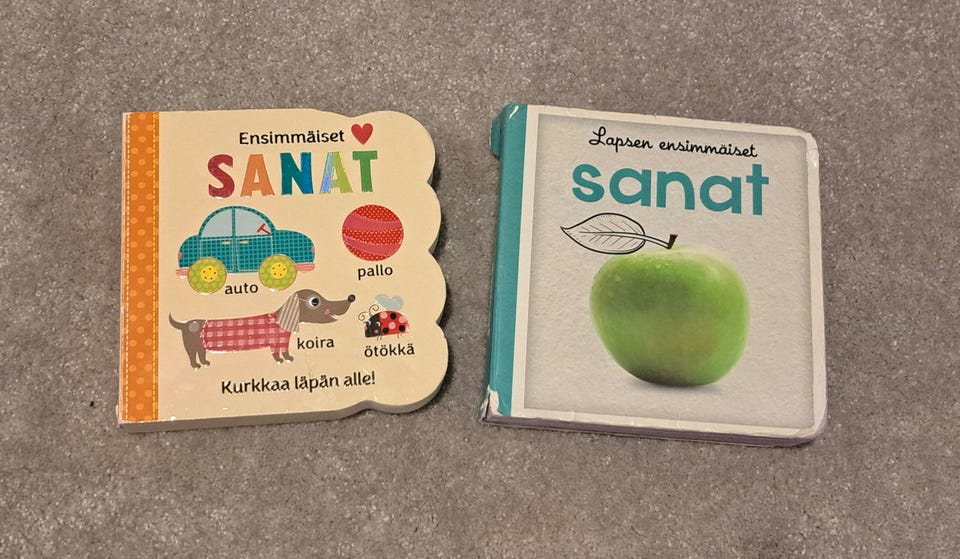 Ensimmäiset
SANAT
auto
pallo
koira
ötökkä
Kurkkaa läpän alle!
Lapsen ensimmäiset
sanat